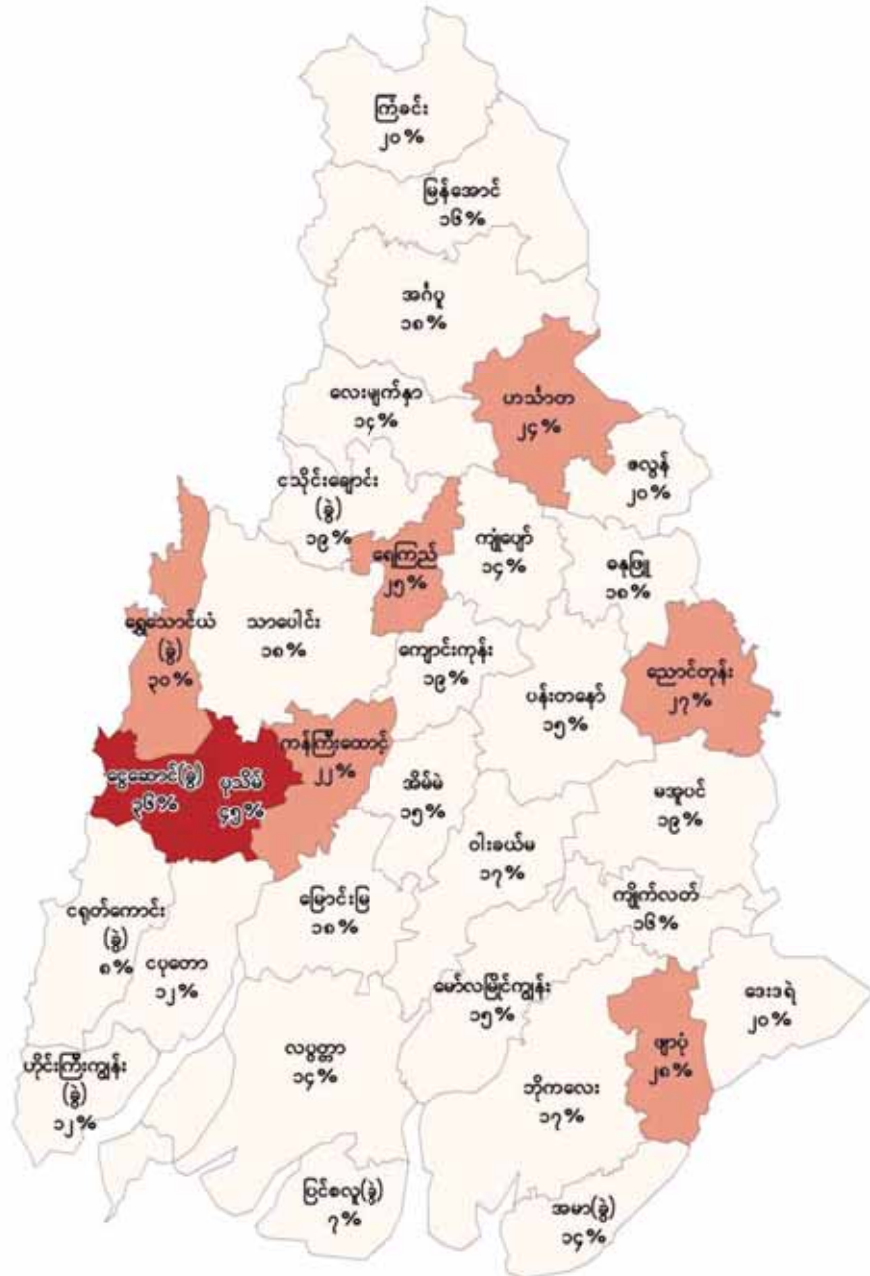 ကြံခင်း
၂၀%
မြန်အောင်
၁၆%
အင်္ဂပူ
၁၈%
လေးမျက်နှာ
၁၄%
ဟင်္သာတ
၂၄%
ဇလွန်
၂၀%
ငသိုင်းချောင်း
(ခွဲ)
၁၉%
ရေကြည်
၂၅%
ကျုံပျော်
၁၄%
ဓနုဖြူ
၁၈%
ရွှေသောင်ယံ
(ခွဲ)
၃၀%
သာပေါင်း
၁၈%
ကျောင်းကုန်း
၁၉%
ပန်းတနော်
၁၅%
ညောင်တုန်း
၂၇%
ငွေဆောင်(ခွဲ)
၃၆%
ပုသိမ်
၄၅%
ကန်ကြီးထောင့်
၂၂%
အိမ်မဲ
၁၅%
မအူပင်
၁၉%
ဝါးခယ်မ
၁၇%
ငရုတ်ကောင်း
(ခွဲ)
၈%
ငပုတော
၁၂%
မြောင်းမြ
၁၈%
ကျိုက်လတ်
၁၆%
မော်လမြိုင်ကျွန်း
၁၅%
ဒေးဒရဲ
၂၀%
ဖျာပုံ
၂၈%
ဟိုင်းကြီးကျွန်း
(ခွဲ)
၁၂%
လပွတ္တာ
၁၄%
ဘိုကလေး
၁၇%
ပြင်စလူ(ခွဲ)
၇%
အမာ(ခွဲ)
၁၄%